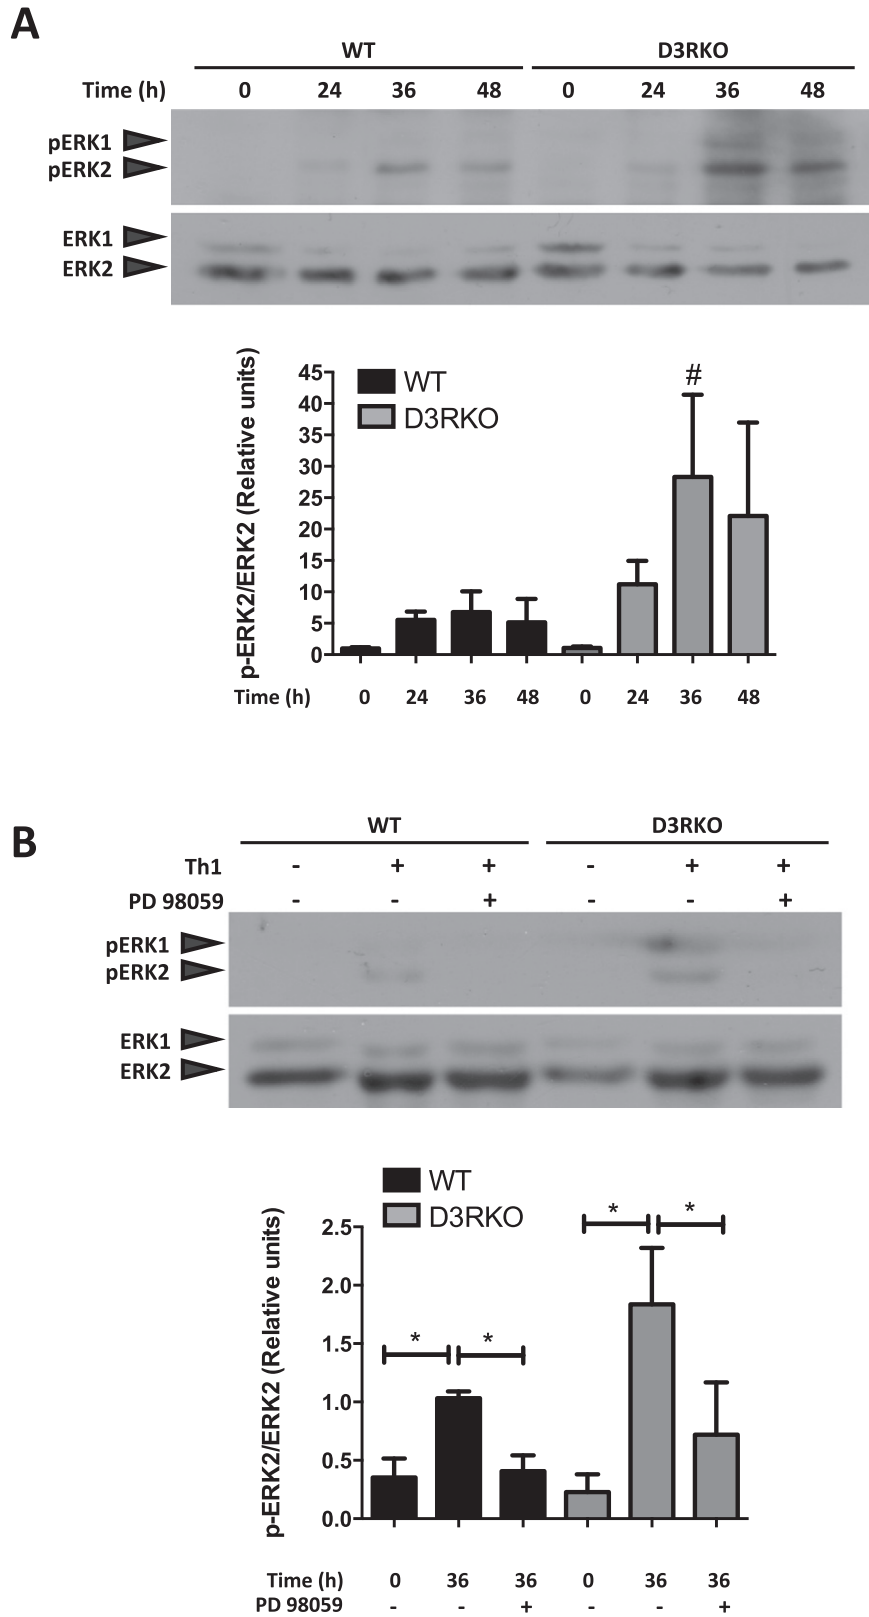 A
WT D3RKO
Time (h) 0 24 36 48 0 24 36 48
pERK1
pERK2
ERK1
ERK2
p-ERK2/ERK2 (Relative units)
45
40
35
30
25
20
15
10
5
0
WT
D3RKO
#
Time (h) 0 24 36 48 0 24 36 48
B
WT D3RKO
Th1 - + + - + +
PD 98059 - - + - - +
pERK1
pERK2
ERK1
ERK2
WT
D3RKO
p-ERK2/ERK2 (Relative units)
2.5
2.0
1.5
1.0
0.5
0.0
* * * *
Time (h) 0 36 36 0 36 36
PD 98059 - - + - - +